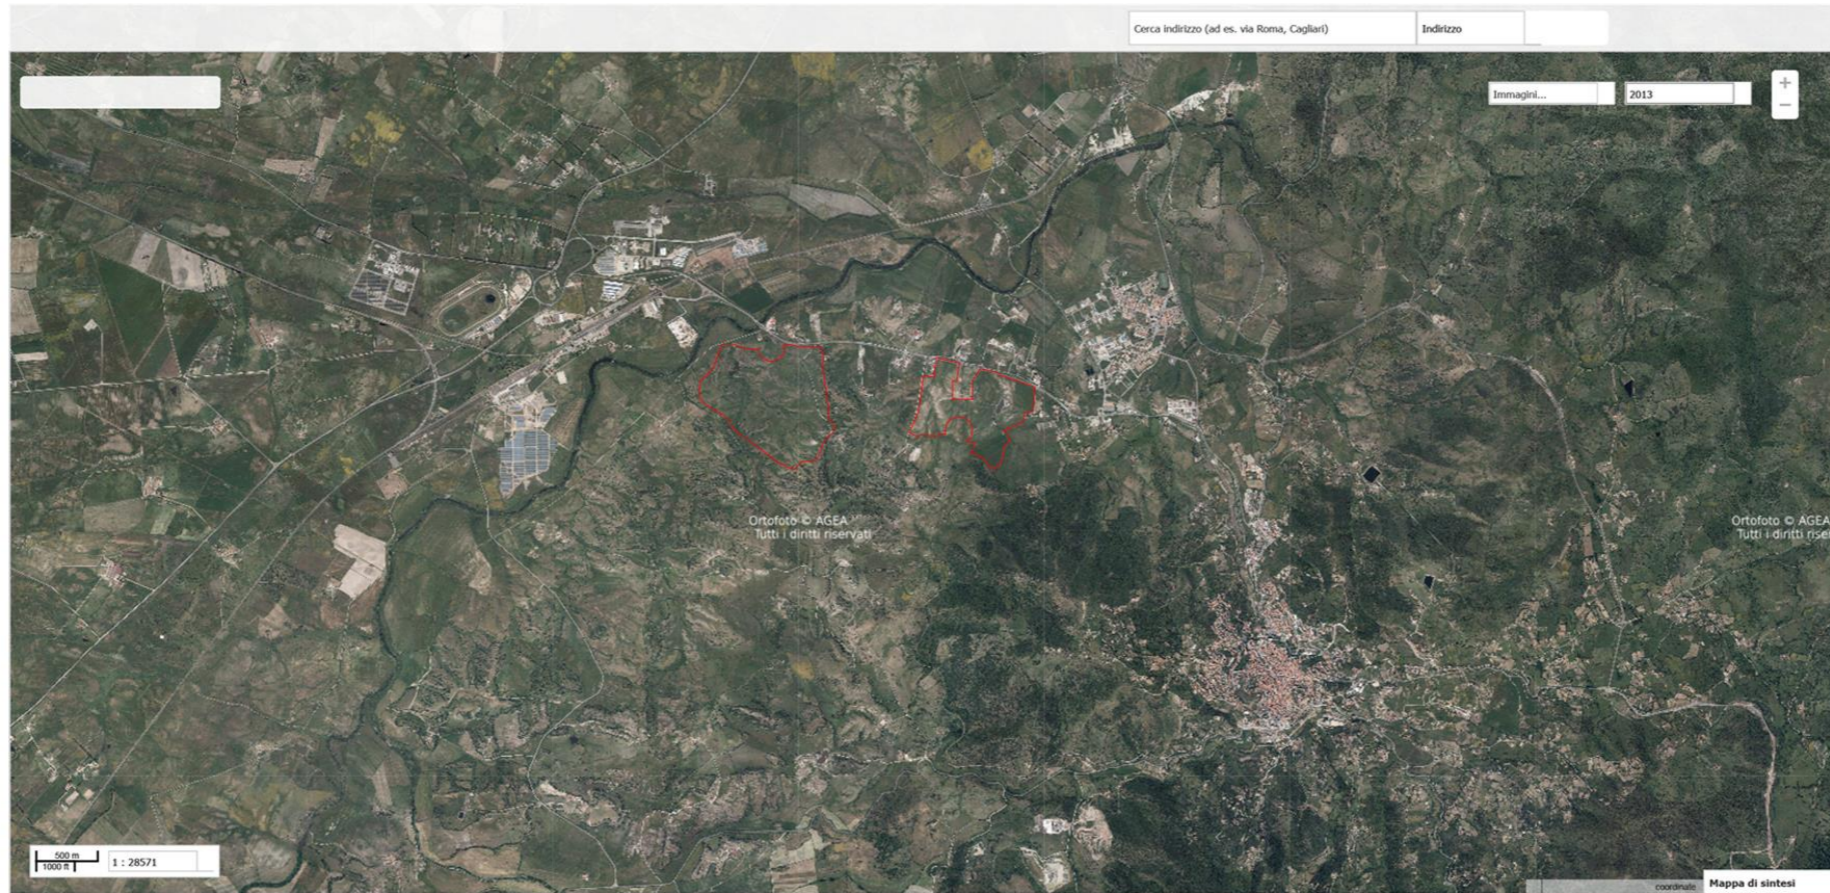 Cerca indirizzo (ad es. via Roma, Cagliari)
Indirizzo
Immagini...
2013
+
−
Ortofoto © AGEA
Tutti i diritti riservati
Ortofoto © AGEA
Tutti i diritti riser
500 m
1000 ft
1 : 28571
coordinate
Mappa di sintesi